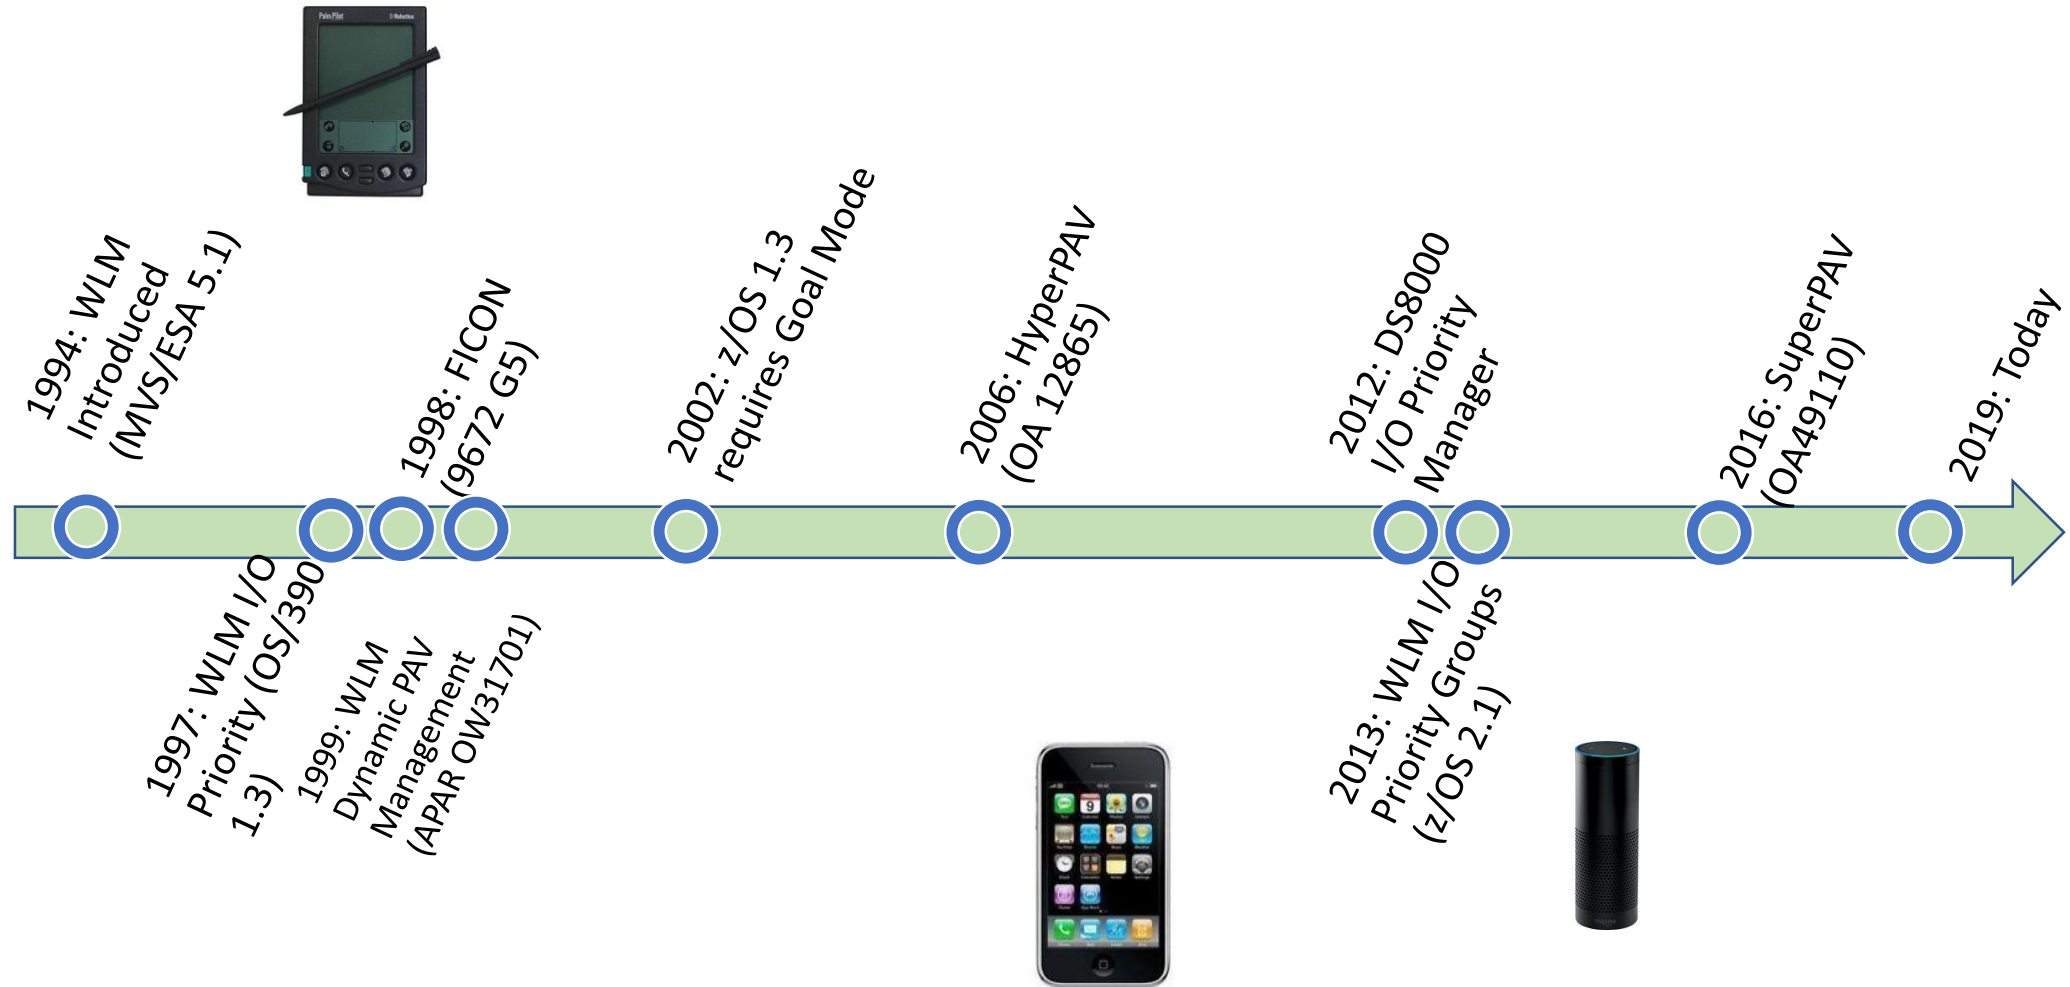 Palm Pilot
1994: WLM
Introduced
(MVS/ESA 5.1)
1997: WLM I/O
Priority (OS/390
1.3)
1998: FICON
(9672 G5)
1999: WLM
Dynamic PAV
Management
(APAR OW31701)
2002: z/OS 1.3
requires Goal Mode
2006: HyperPAV
(OA 12865)
2012: DS8000
I/O Priority
Manager
2013: WLM I/O
Priority Groups
(z/OS 2.1)
2016: SuperPAV
(OA49110)
2019: Today